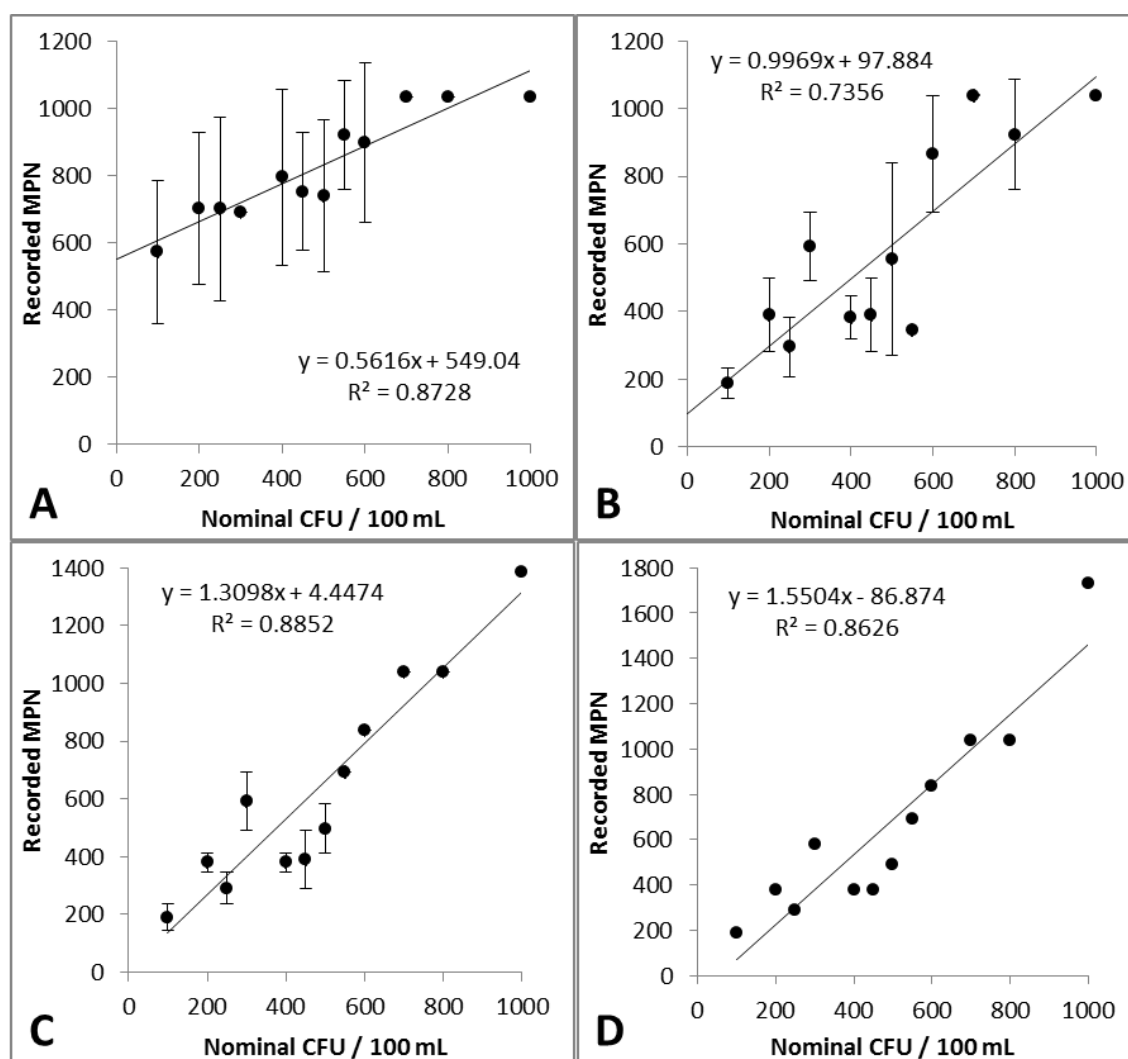 1200
1000
800
600
400
200
0
Recorded MPN
y = 0.5616x + 549.04
R² = 0.8728
0 200 400 600 800 1000
Nominal CFU / 100 mL
A
1200
1000
800
600
400
200
0
Recorded MPN
y = 0.9969x + 97.884
R² = 0.7356
0 200 400 600 800 1000
Nominal CFU / 100 mL
B
1400
1200
1000
800
600
400
200
0
Recorded MPN
y = 1.3098x + 4.4474
R² = 0.8852
0 200 400 600 800 1000
Nominal CFU / 100 mL
C
1800
1600
1400
1200
1000
800
600
400
200
0
Recorded MPN
y = 1.5504x - 86.874
R² = 0.8626
0 200 400 600 800 1000
Nominal CFU / 100 mL
D